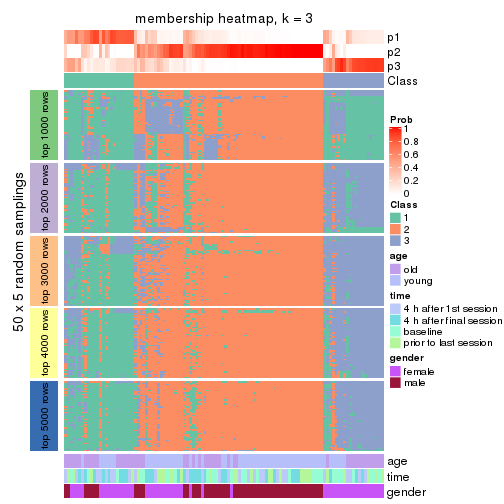 membership heatmap, k = 3
p1
p2
p3
Class
50 x 5 random samplings
top 1000 rows
top 2000 rows
top 3000 rows
top 4000 rows
top 5000 rows
age
time
gender
Prob
1
0.8
0.6
0.4
0.2
0
Class
1
2
3
age
old
young
time
4 h after 1st session
4 h after final session
baseline
prior to last session
gender
female
male